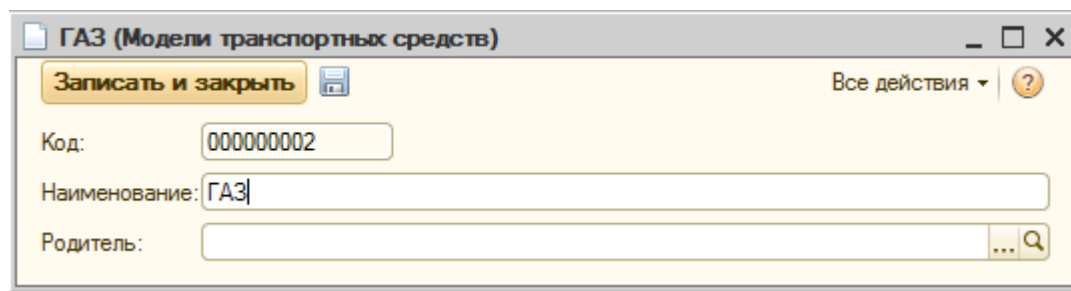 ГАЗ (Модели транспортных средств)
Записать и закрыть Все действия
Код: 000000002
Наименование: ГАЗ
Родитель: ...